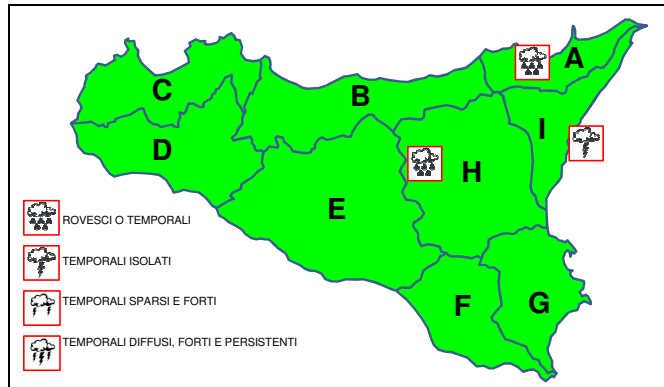 A
C
B
I
D
H
E
ROVESCI O TEMPORALI
TEMPORALI ISOLATI
F
G
TEMPORALI SPARSI E FORTI
TEMPORALI DIFFUSI, FORTI E PERSISTENTI